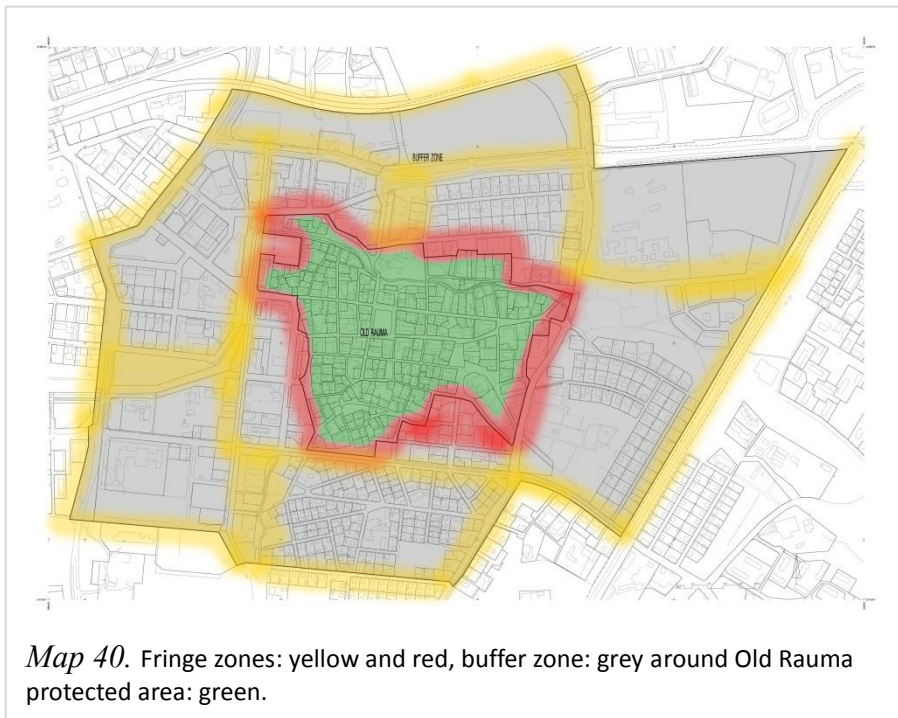 BUFFER ZONE
OLD RAUMA
Map 40. Fringe zones: yellow and red, buffer zone: grey around Old Rauma
protected area: green.